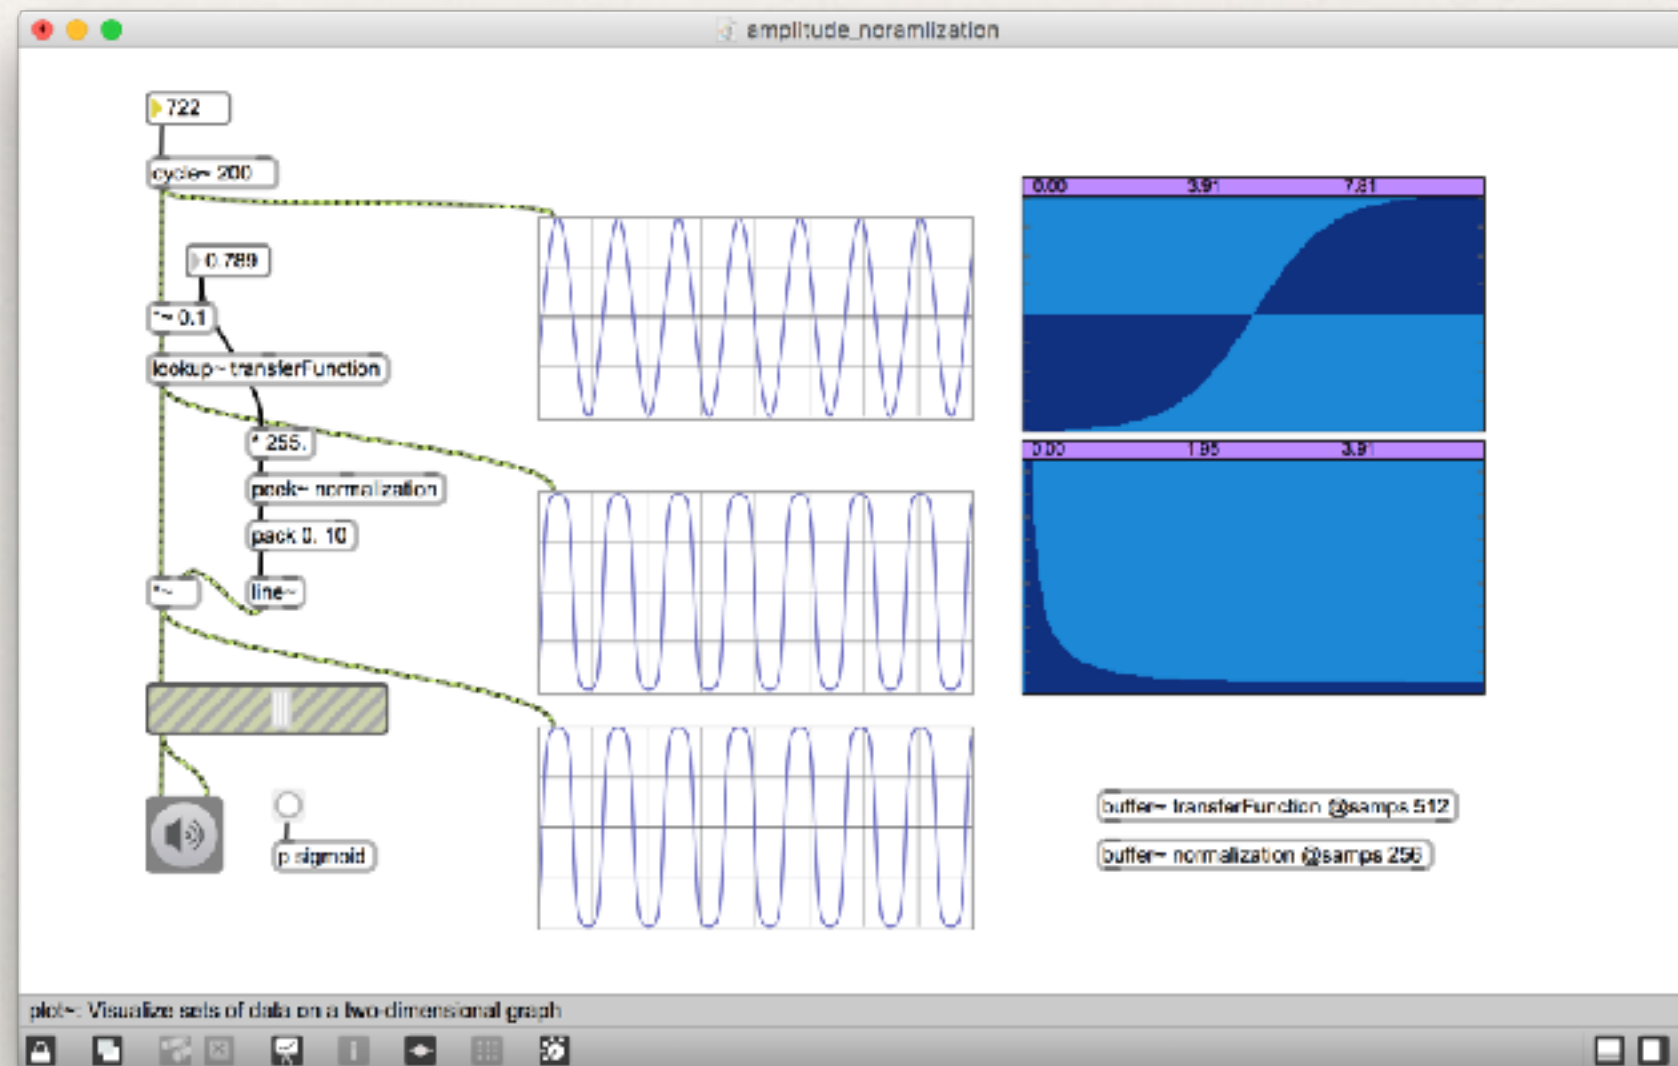 amplitude_noramlization
722
cycle~ 200
0.789
*~ 0.1
lookup~ transferFunction
* 255.
peek~ normalization
pack 0. 10
*~
line~
p sigmoid
0.00 3.91 7.81
0.00 1.95 3.91
buffer~ transferFunction @samps 512
buffer~ normalization @samps 256
plot~: Visualize sets of data on a two-dimensional graph